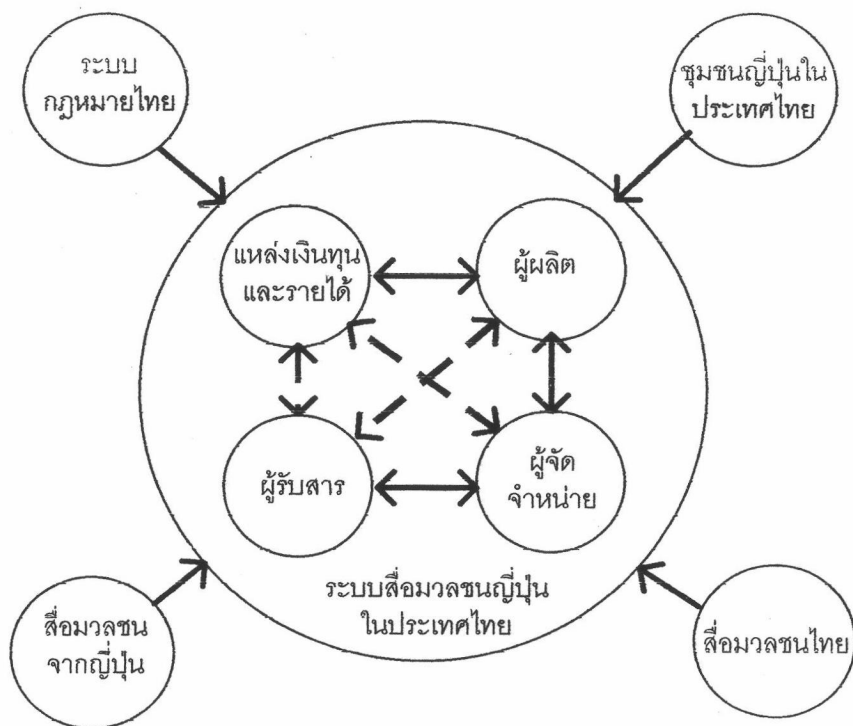 ระบบ
กฎหมายไทย
ชุมชนญี่ปุ่นใน
ประเทศไทย
แหล่งเงินทุน
และรายได้
ผู้ผลิต
ผู้รับสาร
ผู้จัด
จำหน่าย
ระบบสื่อมวลชนญี่ปุ่น
ในประเทศไทย
สื่อมวลชน
จากญี่ปุ่น
สื่อมวลชนไทย